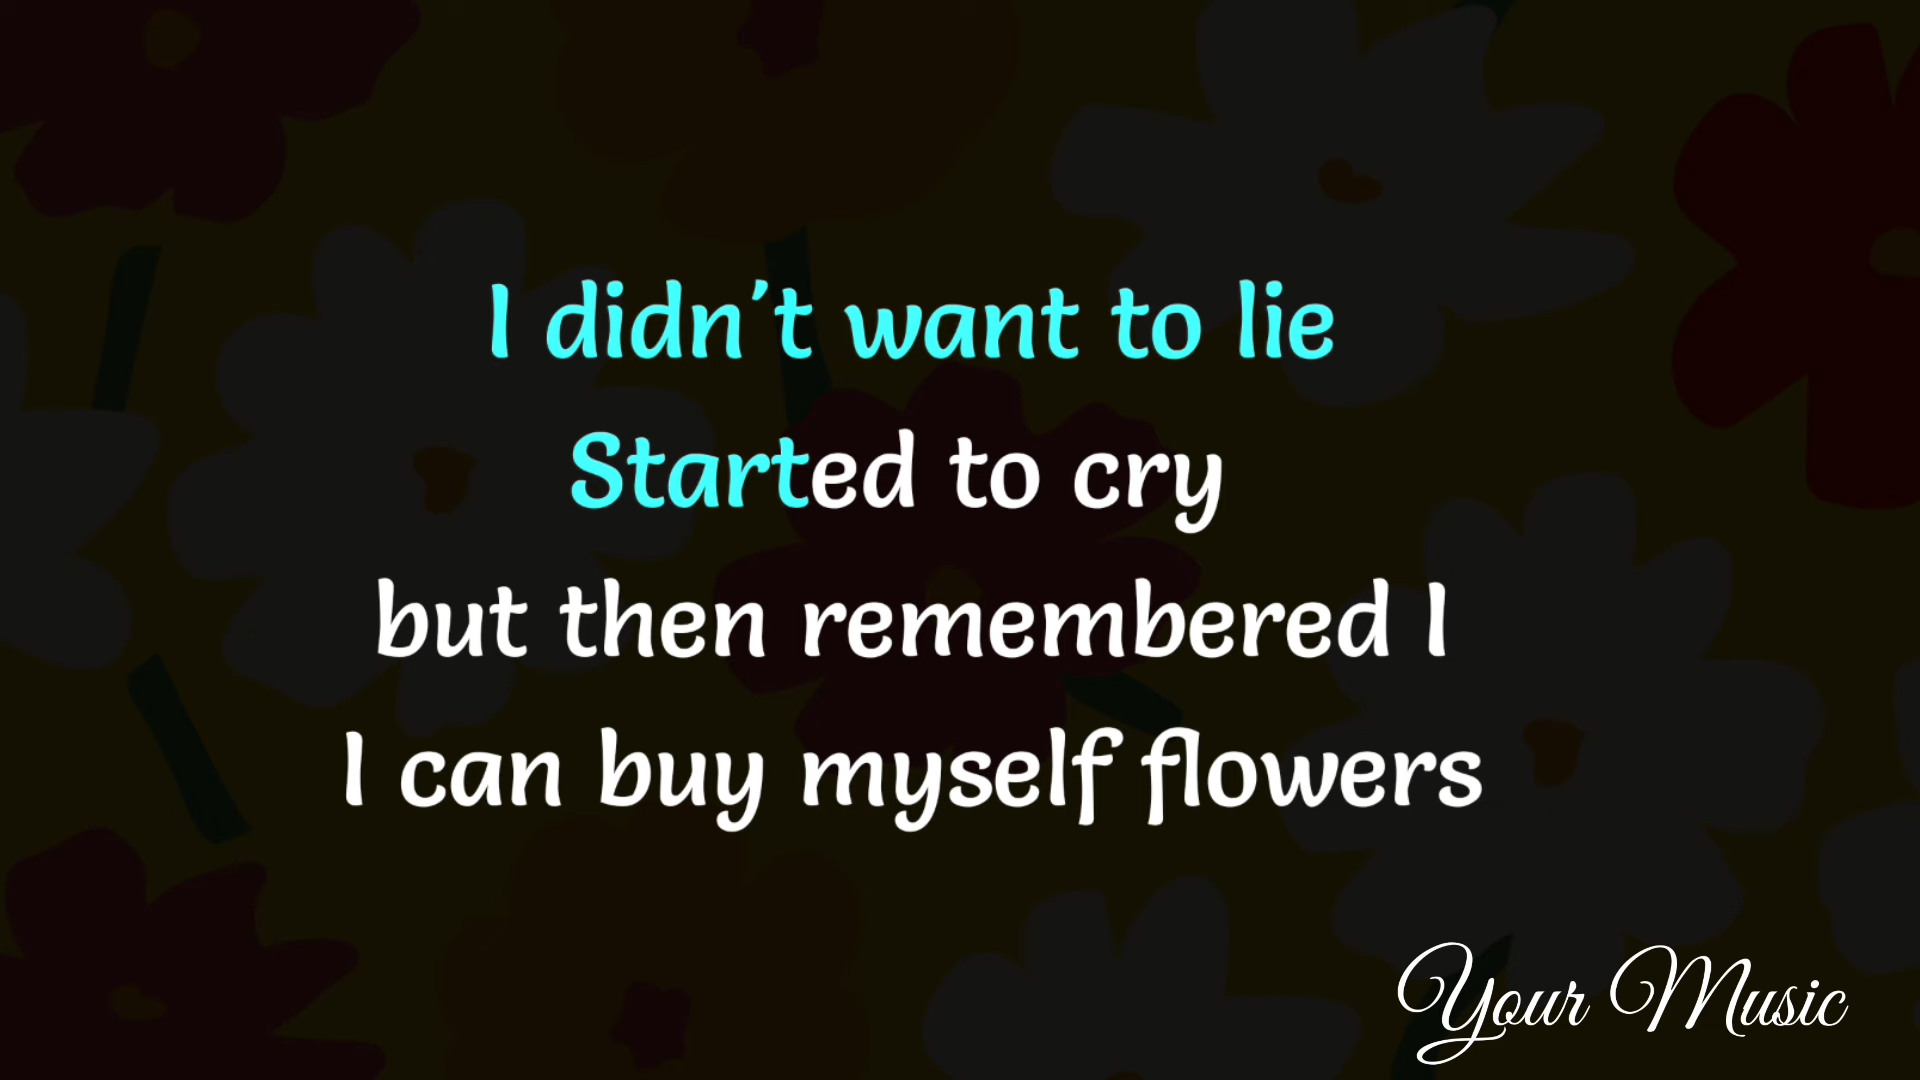 I didn't want to lie
Started to cry
but then remembered I
I can buy myself flowers
Your Music